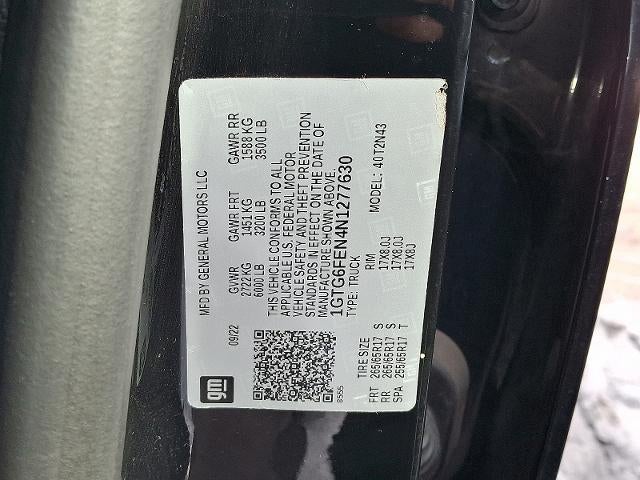 gm
MFD BY GENERAL MOTORS LLC
09/22 GVWR GAWR FRT GAWR RR
2722 KG 1451 KG 1588 KG
6000 LB 3200 LB 3500 LB
THIS VEHICLE CONFORMS TO ALL
APPLICABLE U.S. FEDERAL MOTOR
VEHICLE SAFETY AND THEFT PREVENTION
STANDARDS IN EFFECT ON THE DATE OF
MANUFACTURE SHOWN ABOVE.
1GTG6FEN4N1277630
TYPE: TRUCK
8555
TIRE SIZE RIM MODEL: 40T2N43
FRT 265/65R17 S 17X8.0J
RR 265/65R17 S 17X8.0J
SPA 255/65R17 T 17X8J